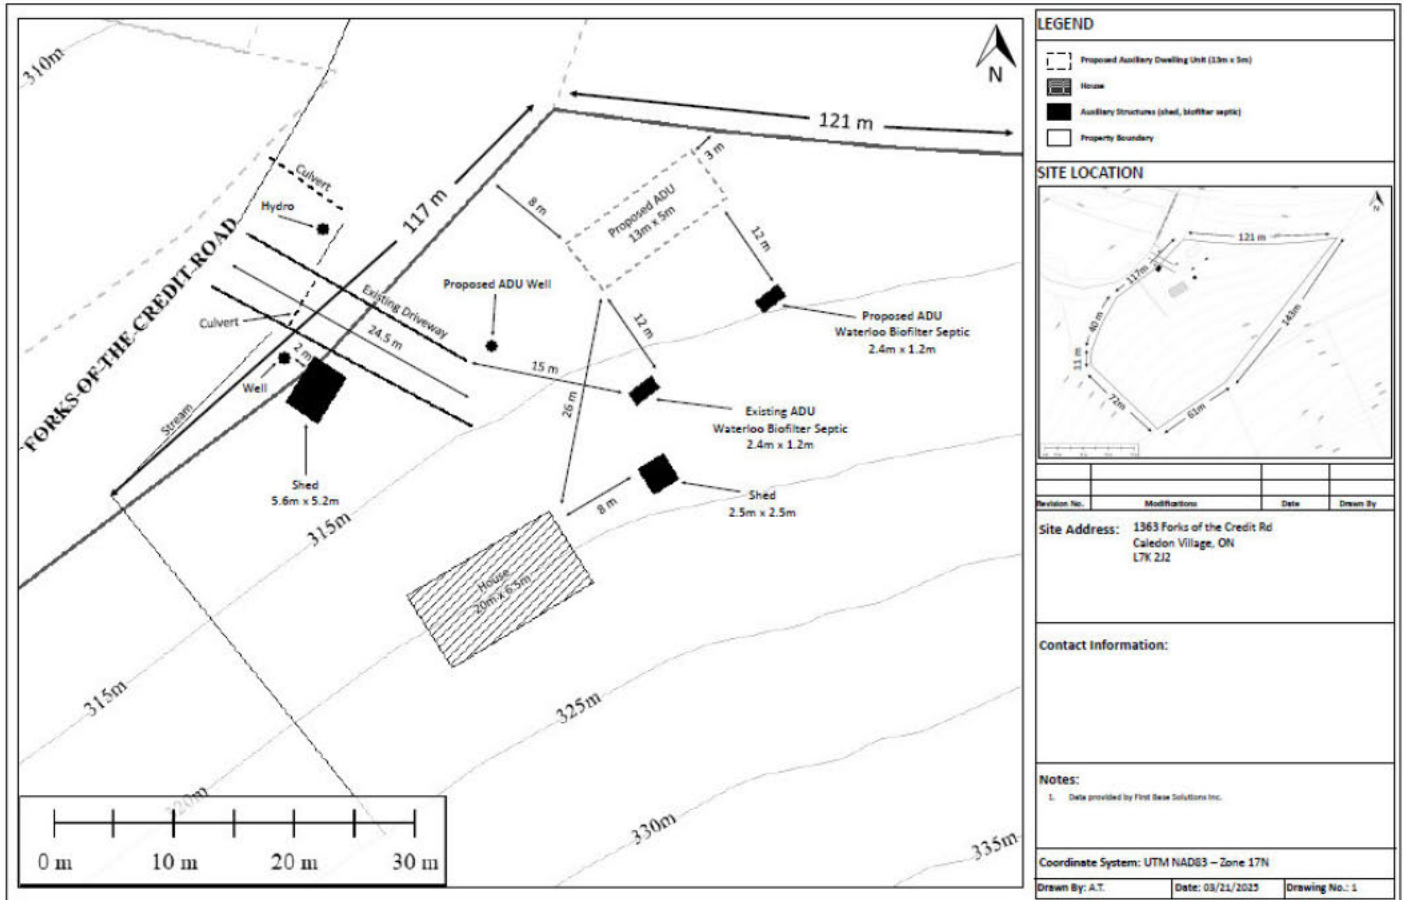 310m
121 m
N
117 m
3 m
Culvert
Hydro
8 m
Proposed ADU
13m x 5m
12 m
FORKS OF THE CREDIT ROAD
Existing Driveway
Proposed ADU Well
Culvert
24.5 m
12 m
Proposed ADU
Waterloo Biofilter Septic
2.4m x 1.2m
2 m
Well
15 m
26 m
Existing ADU
Waterloo Biofilter Septic
2.4m x 1.2m
Stream
Shed
5.6m x 5.2m
8 m
Shed
2.5m x 2.5m
315m
House
20m x 6.5m
315m
325m
320m
330m
335m
0 m 10 m 20 m 30 m
LEGEND
Proposed Auxiliary Dwelling Unit (13m x 5m)
House
Auxiliary Structures (shed, biofilter septic)
Property Boundary
SITE LOCATION
N
121 m
117m
40 m
143m
11 m
72m
61m
Revision No. Modifications Date Drawn By
Site Address: 1363 Forks of the Credit Rd
Caledon Village, ON
L7K 2J2
Contact Information:
Notes:
1. Data provided by First Base Solutions Inc.
Coordinate System: UTM NAD83 – Zone 17N
Drawn By: A.T. Date: 03/21/2025 Drawing No.: 1